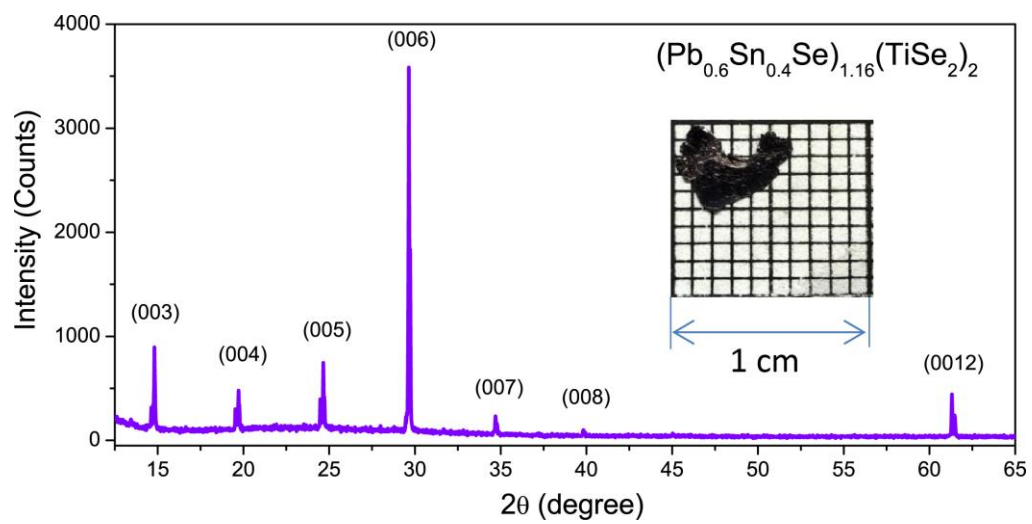 (Pb₀.₆Sn₀.₄Se)₁.₁₆(TiSe₂)₂
4000
3000
2000
1000
0
Intensity (Counts)
(003)
(004)
(005)
(006)
(007)
(008)
(0012)
1 cm
15 20 25 30 35 40 45 50 55 60 65
2θ (degree)